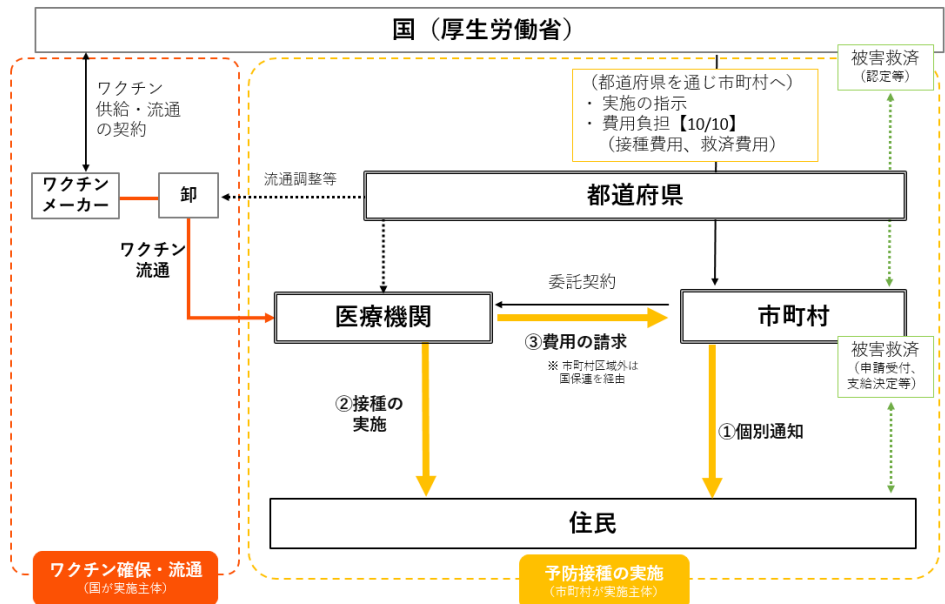 国（厚生労働省）
ワクチン
供給・流通
の契約
（都道府県を通じ市町村へ）
・ 実施の指示
・ 費用負担【10/10】
（接種費用、救済費用）
被害救済
（認定等）
ワクチン
メーカー
卸
流通調整等
都道府県
ワクチン
流通
医療機関
委託契約
市町村
③費用の請求
※ 市町村区域外は
国保連を経由
被害救済
（申請受付、
支給決定等）
②接種の
実施
①個別通知
住民
ワクチン確保・流通
（国が実施主体）
予防接種の実施
（市町村が実施主体）